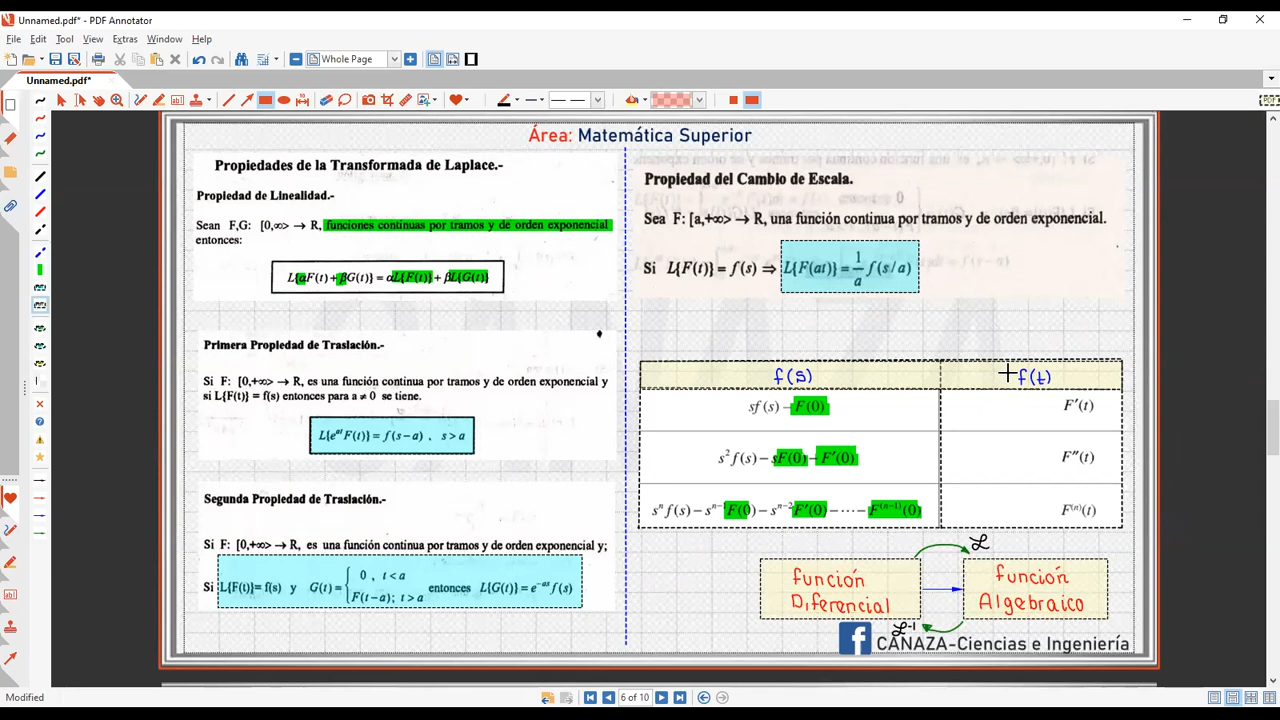 Unnamed.pdf* - PDF Annotator
File Edit Tool View Extras Window Help
Whole Page
Unnamed.pdf*
Área: Matemática Superior
Propiedades de la Transformada de Laplace.-
Propiedad de Linealidad.-
Sean F,G: [0,∞> → R, funciones continuas por tramos y de orden exponencial
entonces:
L{αF(t)+βG(t)} = αL{F(t)} + βL{G(t)}
Primera Propiedad de Traslación.-
Si F: [0,+∞> → R, es una función continua por tramos y de orden exponencial y
si L{F(t)} = f(s) entonces para a ≠ 0 se tiene.
L{e^{at} F(t)} = f(s−a) , s > a
Segunda Propiedad de Traslación.-
Si F: [0,+∞> → R, es una función continua por tramos y de orden exponencial y;
Si L{F(t)}= f(s) y G(t) = { 0 , t < a
F(t−a); t > a entonces L{G(t)} = e^{−as} f(s)
Propiedad del Cambio de Escala.
Sea F: [a,+∞> → R, una función continua por tramos y de orden exponencial.
Si L{F(t)} = f(s) ⇒ L{F(at)} = 1/a f(s/a)
f(s) f(t)
sf(s) − F(0) F′(t)
s² f(s) − sF(0) − F′(0) F″(t)
sⁿ f(s) − s^{n−1}F(0) − s^{n−2}F′(0) − ⋯ − F^{(n−1)}(0) F^{(n)}(t)
ℒ
función Diferencial
función Algebraico
ℒ⁻¹
CANAZA-Ciencias e Ingeniería
Modified
6 of 10